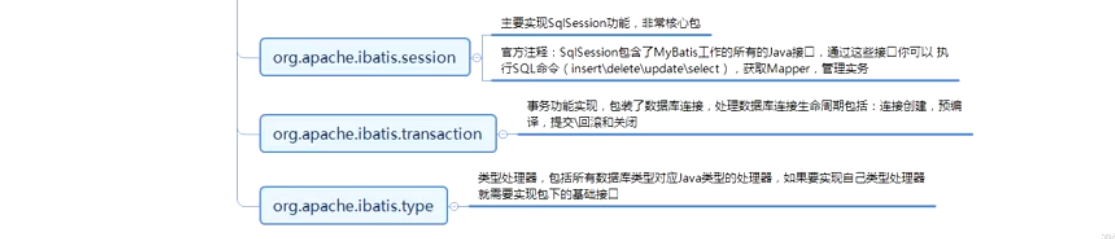 主要实现SqlSession功能，非常核心包
org.apache.ibatis.session
官方注释：SqlSession包含了MyBatis工作的所有的Java接口，通过这些接口你可以 执
行SQL命令（insert\delete\update\select），获取Mapper，管理实务
事务功能实现，包装了数据库连接，处理数据库连接生命周期包括：连接创建，预编
译，提交\回滚和关闭
org.apache.ibatis.transaction
类型处理器，包括所有数据库类型对应Java类型的处理器，如果要实现自己类型处理器
就需要实现包下的基础接口
org.apache.ibatis.type